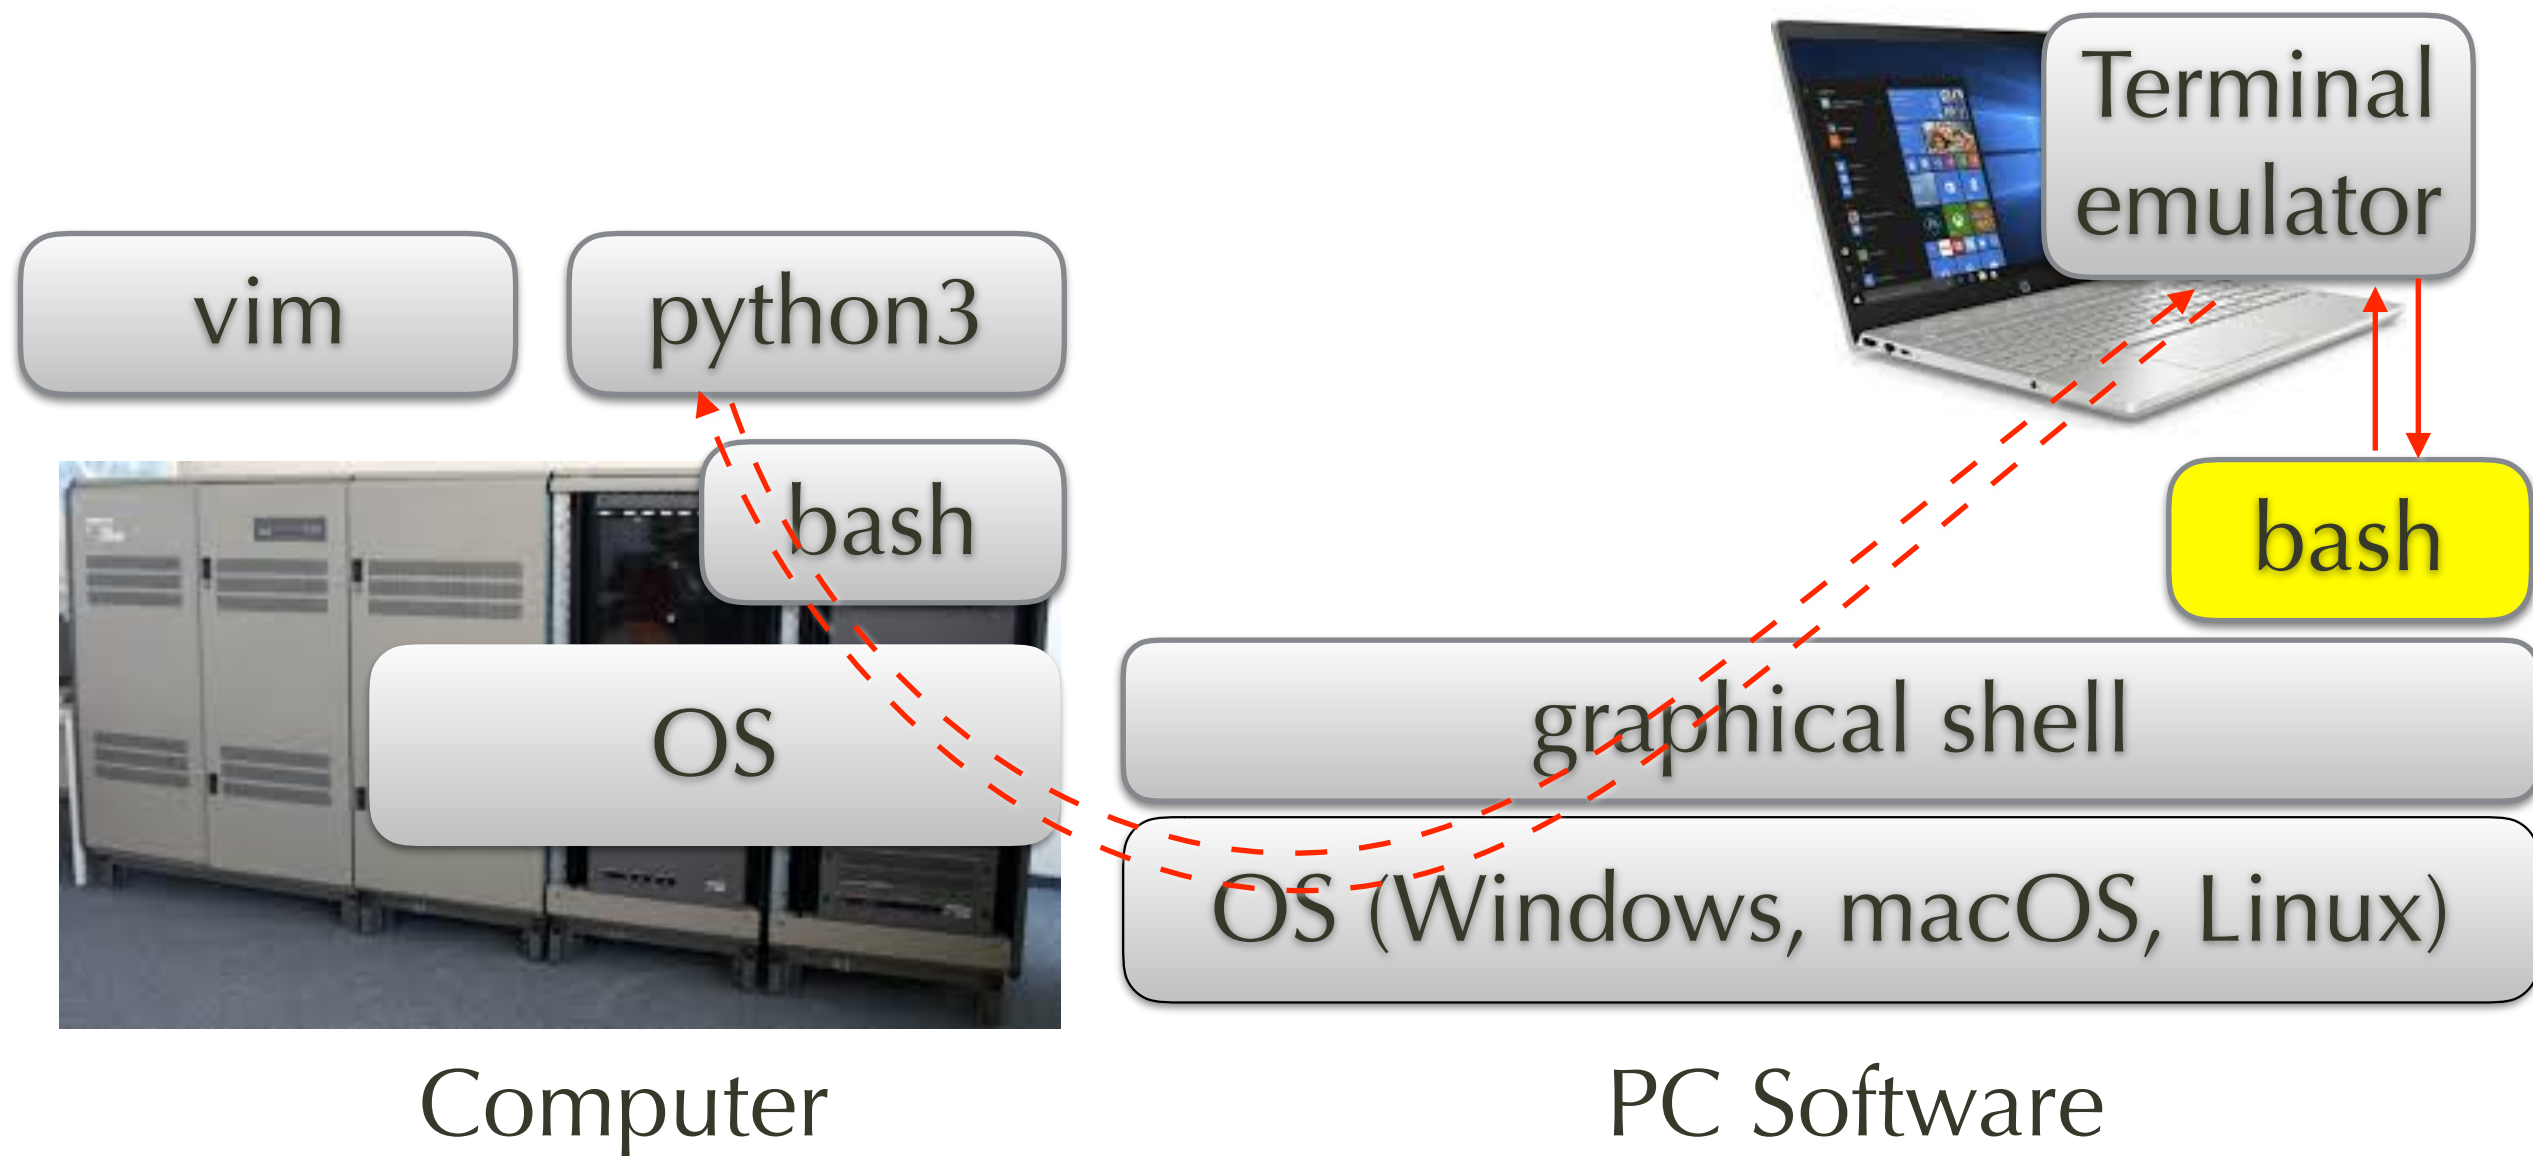 Terminal
emulator
vim
python3
bash
bash
OS
graphical shell
OS (Windows, macOS, Linux)
Computer
PC Software